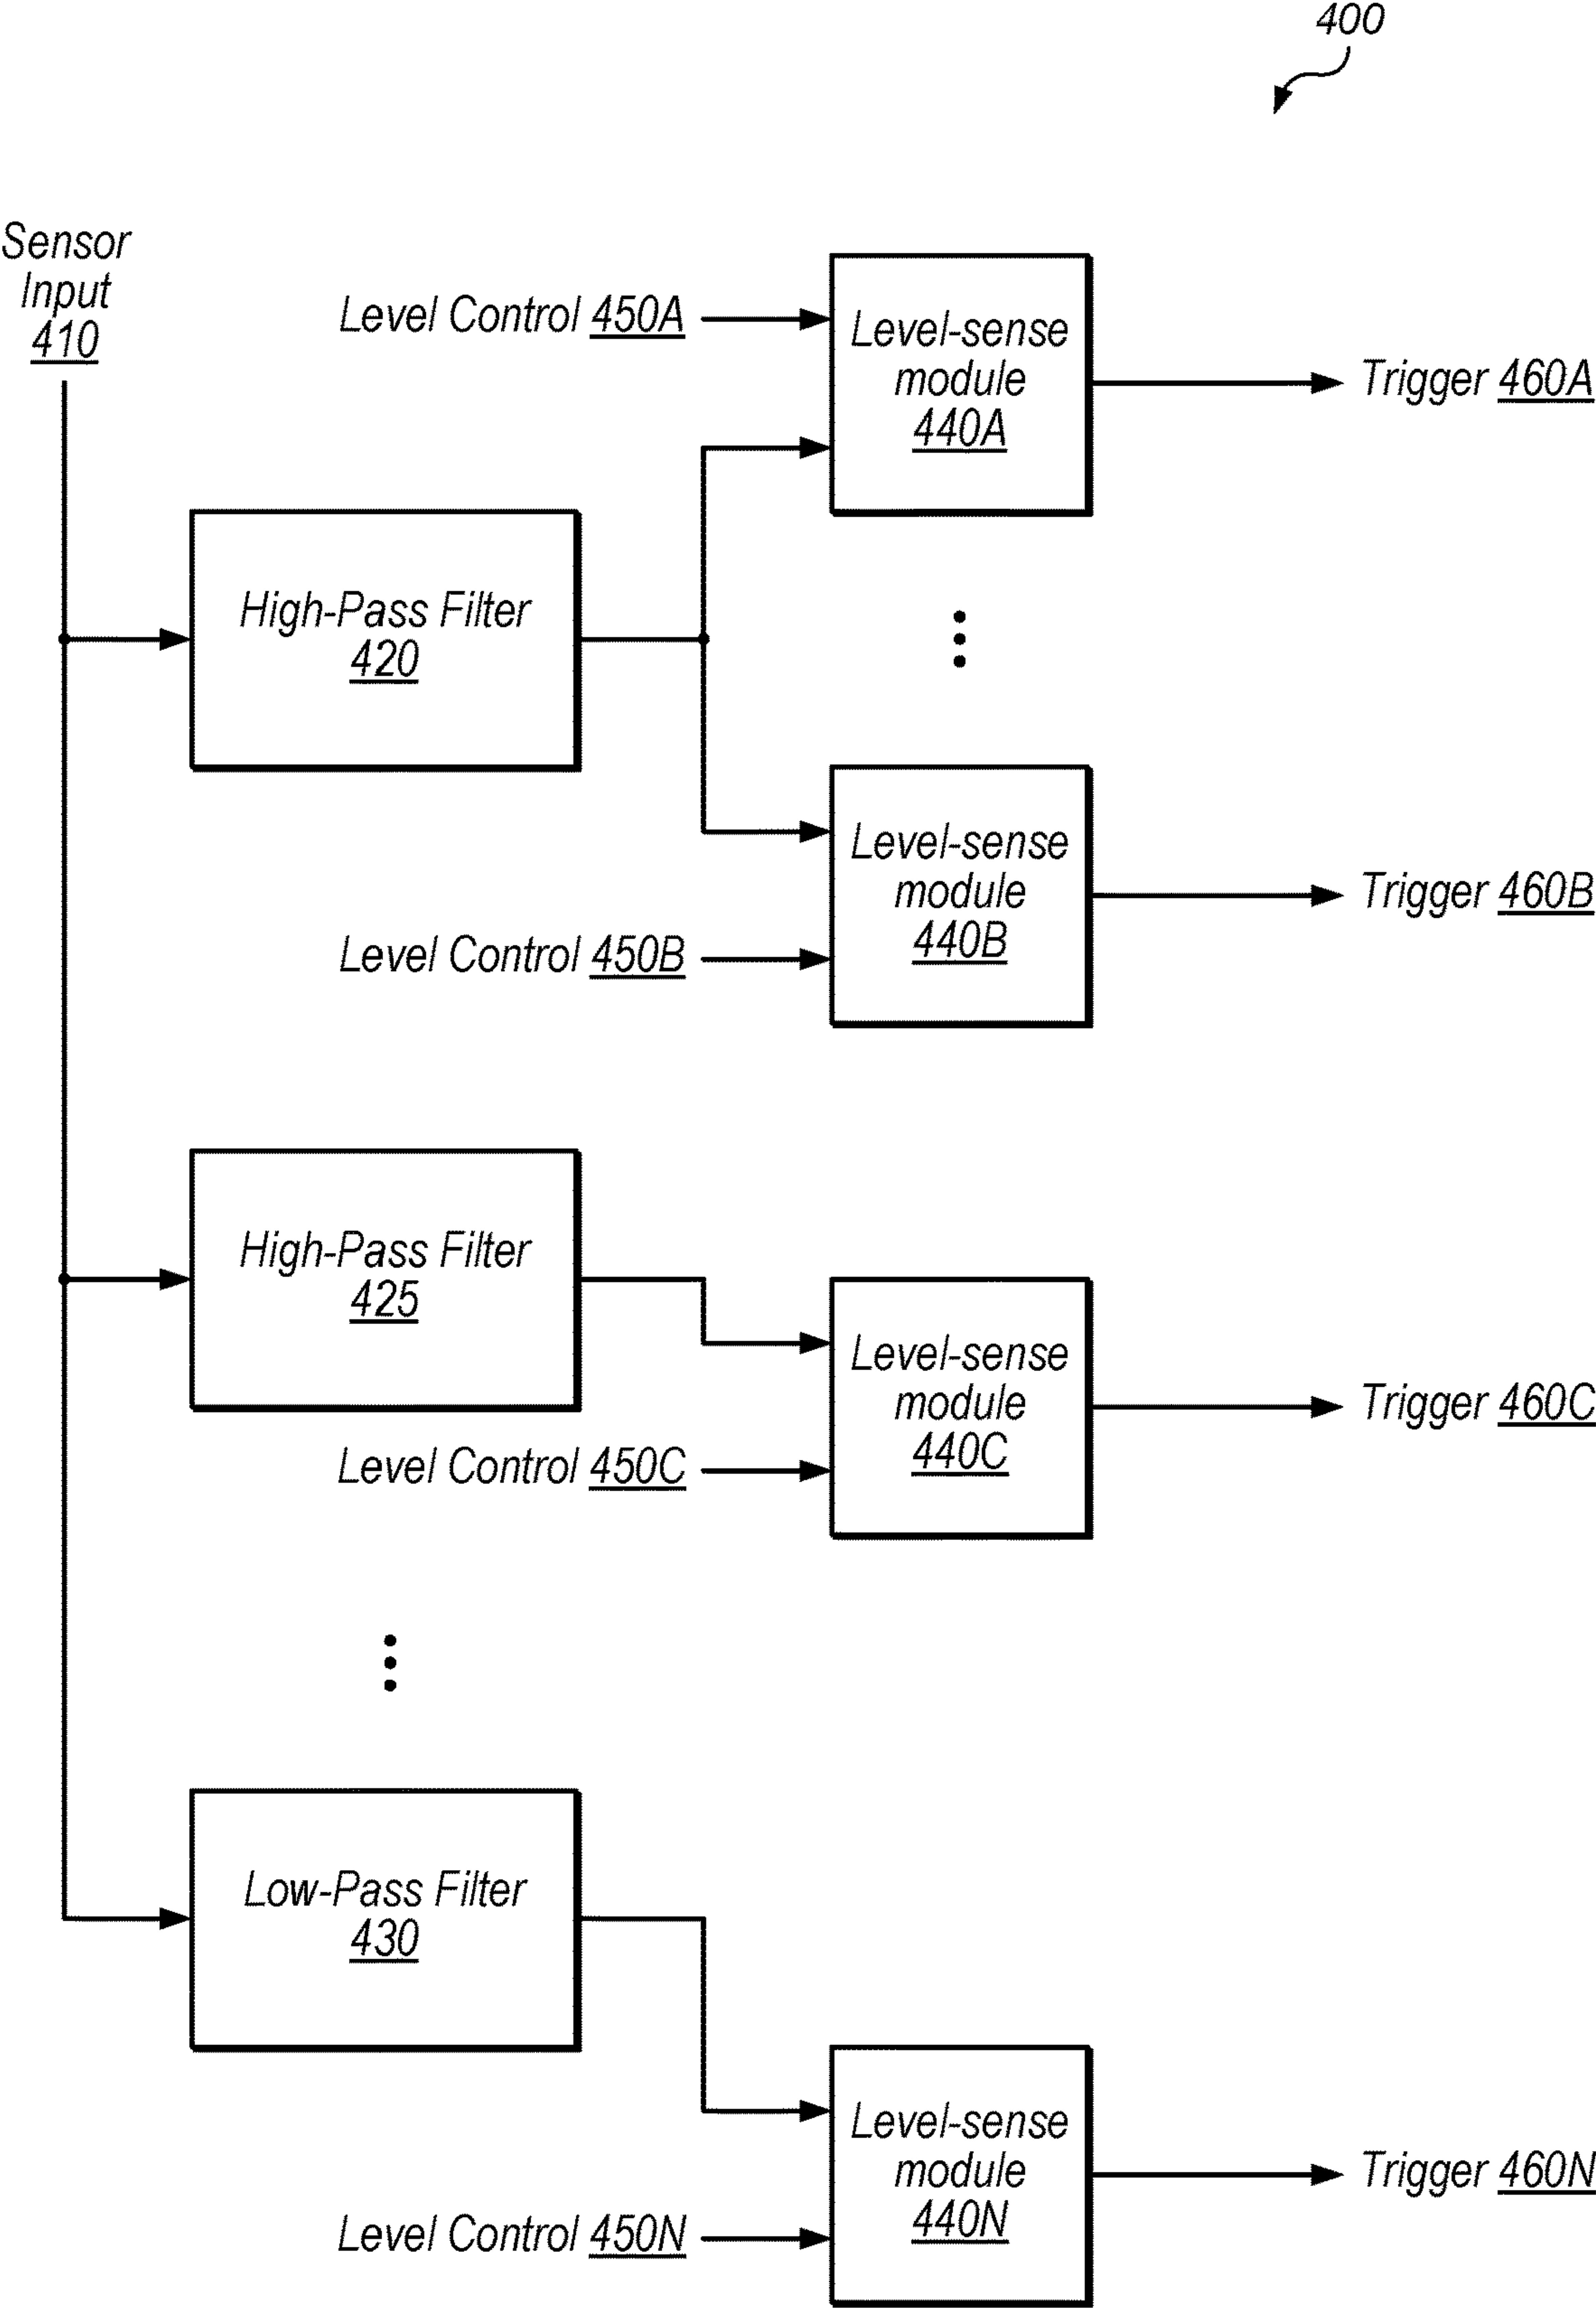 400
Sensor
Input
410
Level Control 450A
Level-sense
module
440A
Trigger 460A
High-Pass Filter
420
Level-sense
module
440B
Level Control 450B
Trigger 460B
High-Pass Filter
425
Level-sense
module
440C
Level Control 450C
Trigger 460C
Low-Pass Filter
430
Level-sense
module
440N
Level Control 450N
Trigger 460N